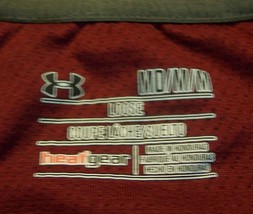 MD/M/M
LOOSE
COUPE LÂCHE/SUELTO
heatgear
MADE IN HONDURAS
FABRIQUÉ AU HONDURAS
HECHO EN HONDURAS